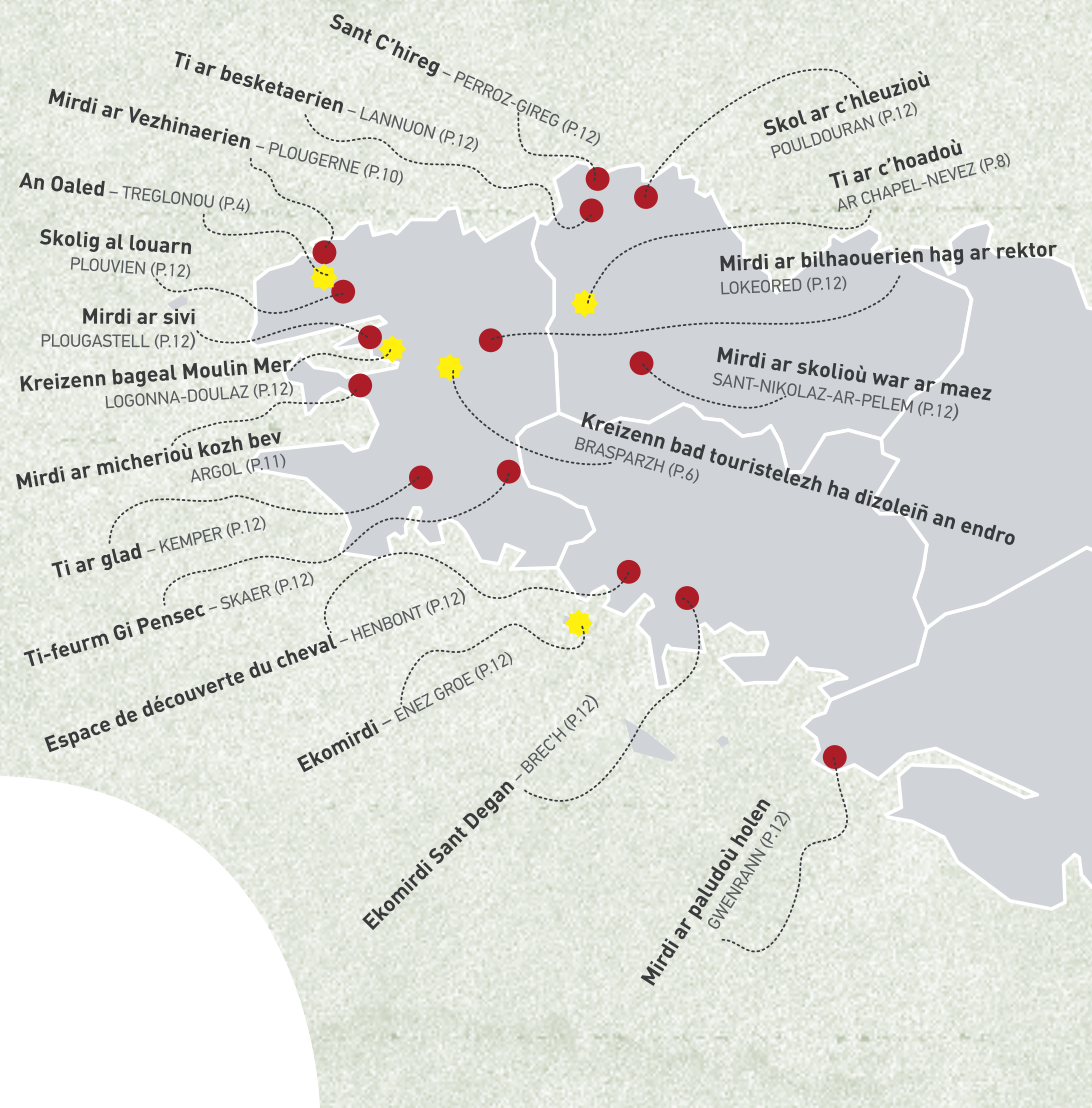 Sant C’hireg – PERROZ-GIREG (P.12)
Ti ar besketaerien – LANNUON (P.12)
Mirdi ar Vezhinaerien – PLOUGERNE (P.10)
An Oaled – TREGLONOU (P.4)
Skolig al louarn
PLOUVIEN (P.12)
Mirdi ar sivi
PLOUGASTELL (P.12)
Kreizenn bageal Moulin Mer
LOGONNA-DOULAZ (P.12)
Mirdi ar micherioù kozh bev
ARGOL (P.11)
Ti ar glad – KEMPER (P.12)
Ti-feurm Gi Pensec – SKAER (P.12)
Espace de découverte du cheval – HENBONT (P.12)
Ekomirdi – ENEZ GROE (P.12)
Ekomirdi Sant Degan – BREC'H (P.12)
Mirdi ar paludoù holen
GWENRANN (P.12)
Skol ar c’hleuzioù
POULDOURAN (P.12)
Ti ar c’hoadoù
AR CHAPEL-NEVEZ (P.8)
Mirdi ar bilhaouerien hag ar rektor
LOKEORED (P.12)
Mirdi ar skolioù war ar maez
SANT-NIKOLAZ-AR-PELEM (P.12)
Kreizenn bad touristelezh ha dizoleiñ an endro
BRASPARZH (P.6)